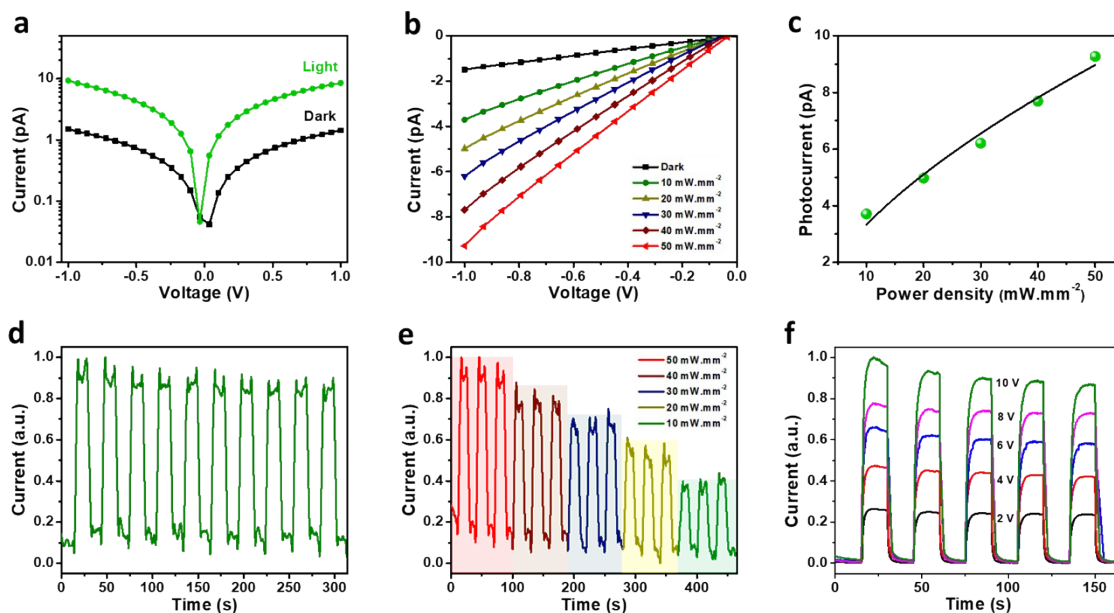 a
Current (pA)
10
1
0.1
0.01
Light
Dark
-1.0 -0.5 0.0 0.5 1.0
Voltage (V)
b
Current (pA)
0
-2
-4
-6
-8
-10
Dark
10 mW.mm⁻²
20 mW.mm⁻²
30 mW.mm⁻²
40 mW.mm⁻²
50 mW.mm⁻²
-1.0 -0.8 -0.6 -0.4 -0.2 0.0
Voltage (V)
c
Photocurrent (pA)
10
8
6
4
2
10 20 30 40 50
Power density (mW.mm⁻²)
d
Current (a.u.)
1.0
0.8
0.6
0.4
0.2
0.0
0 50 100 150 200 250 300
Time (s)
e
Current (a.u.)
1.0
0.8
0.6
0.4
0.2
0.0
50 mW.mm⁻²
40 mW.mm⁻²
30 mW.mm⁻²
20 mW.mm⁻²
10 mW.mm⁻²
0 100 200 300 400
Time (s)
f
Current (a.u.)
1.0
0.8
0.6
0.4
0.2
0.0
10 V
8 V
6 V
4 V
2 V
0 50 100 150
Time (s)